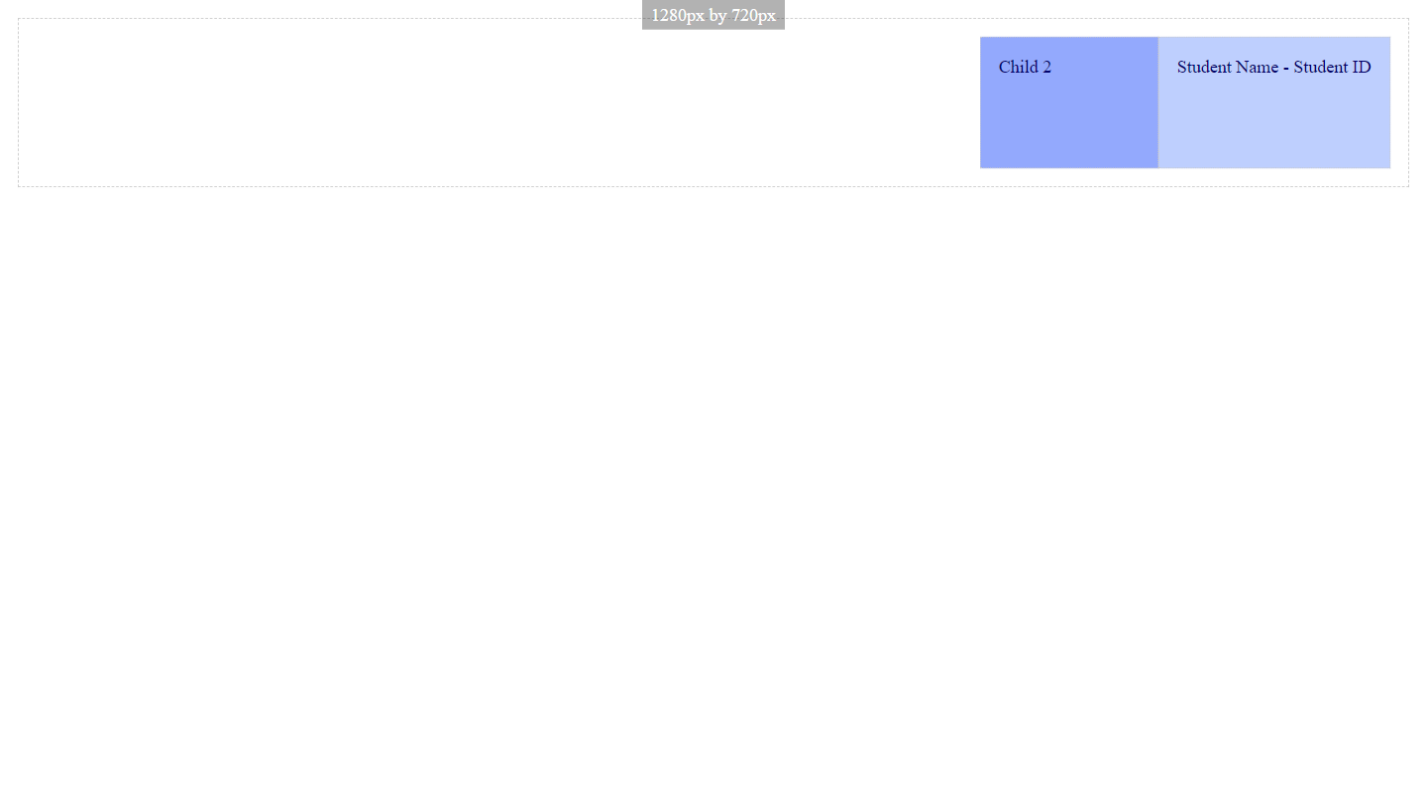 1280px by 720px
Child 2
Student Name - Student ID